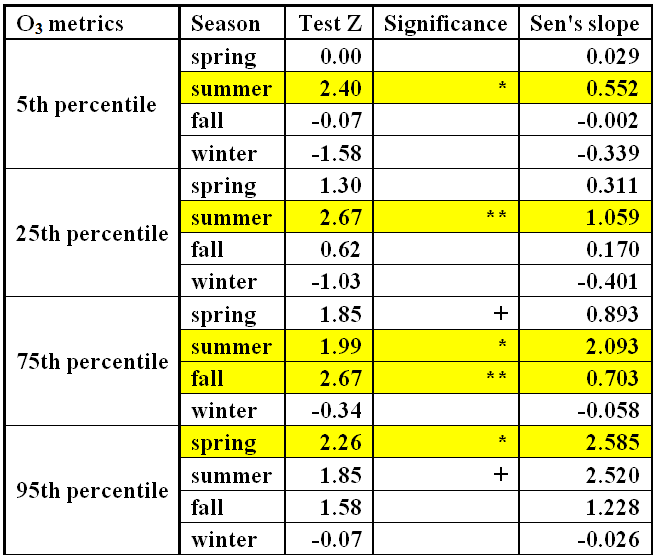 O3 metrics Season Test Z Significance Sen's slope
spring 0.00 0.029
summer 2.40 * 0.552
5th percentile
fall -0.07 -0.002
winter -1.58 -0.339
spring 1.30 0.311
summer 2.67 ** 1.059
25th percentile
fall 0.62 0.170
winter -1.03 -0.401
spring 1.85 + 0.893
summer 1.99 * 2.093
75th percentile
fall 2.67 ** 0.703
winter -0.34 -0.058
spring 2.26 * 2.585
summer 1.85 + 2.520
95th percentile
fall 1.58 1.228
winter -0.07 -0.026